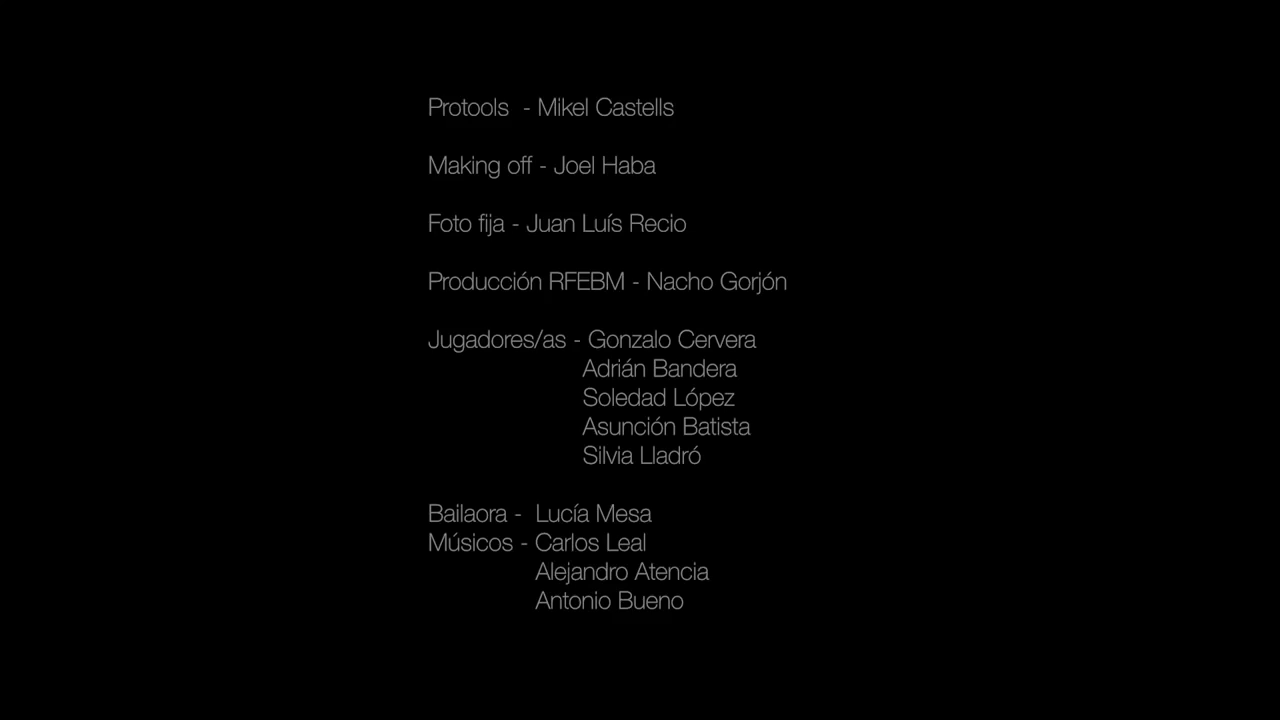 Protools - Mikel Castells
Making off - Joel Haba
Foto fija - Juan Luís Recio
Producción RFEBM - Nacho Gorjón
Jugadores/as - Gonzalo Cervera
Adrián Bandera
Soledad López
Asunción Batista
Silvia Lladró
Bailaora - Lucía Mesa
Músicos - Carlos Leal
Alejandro Atencia
Antonio Bueno